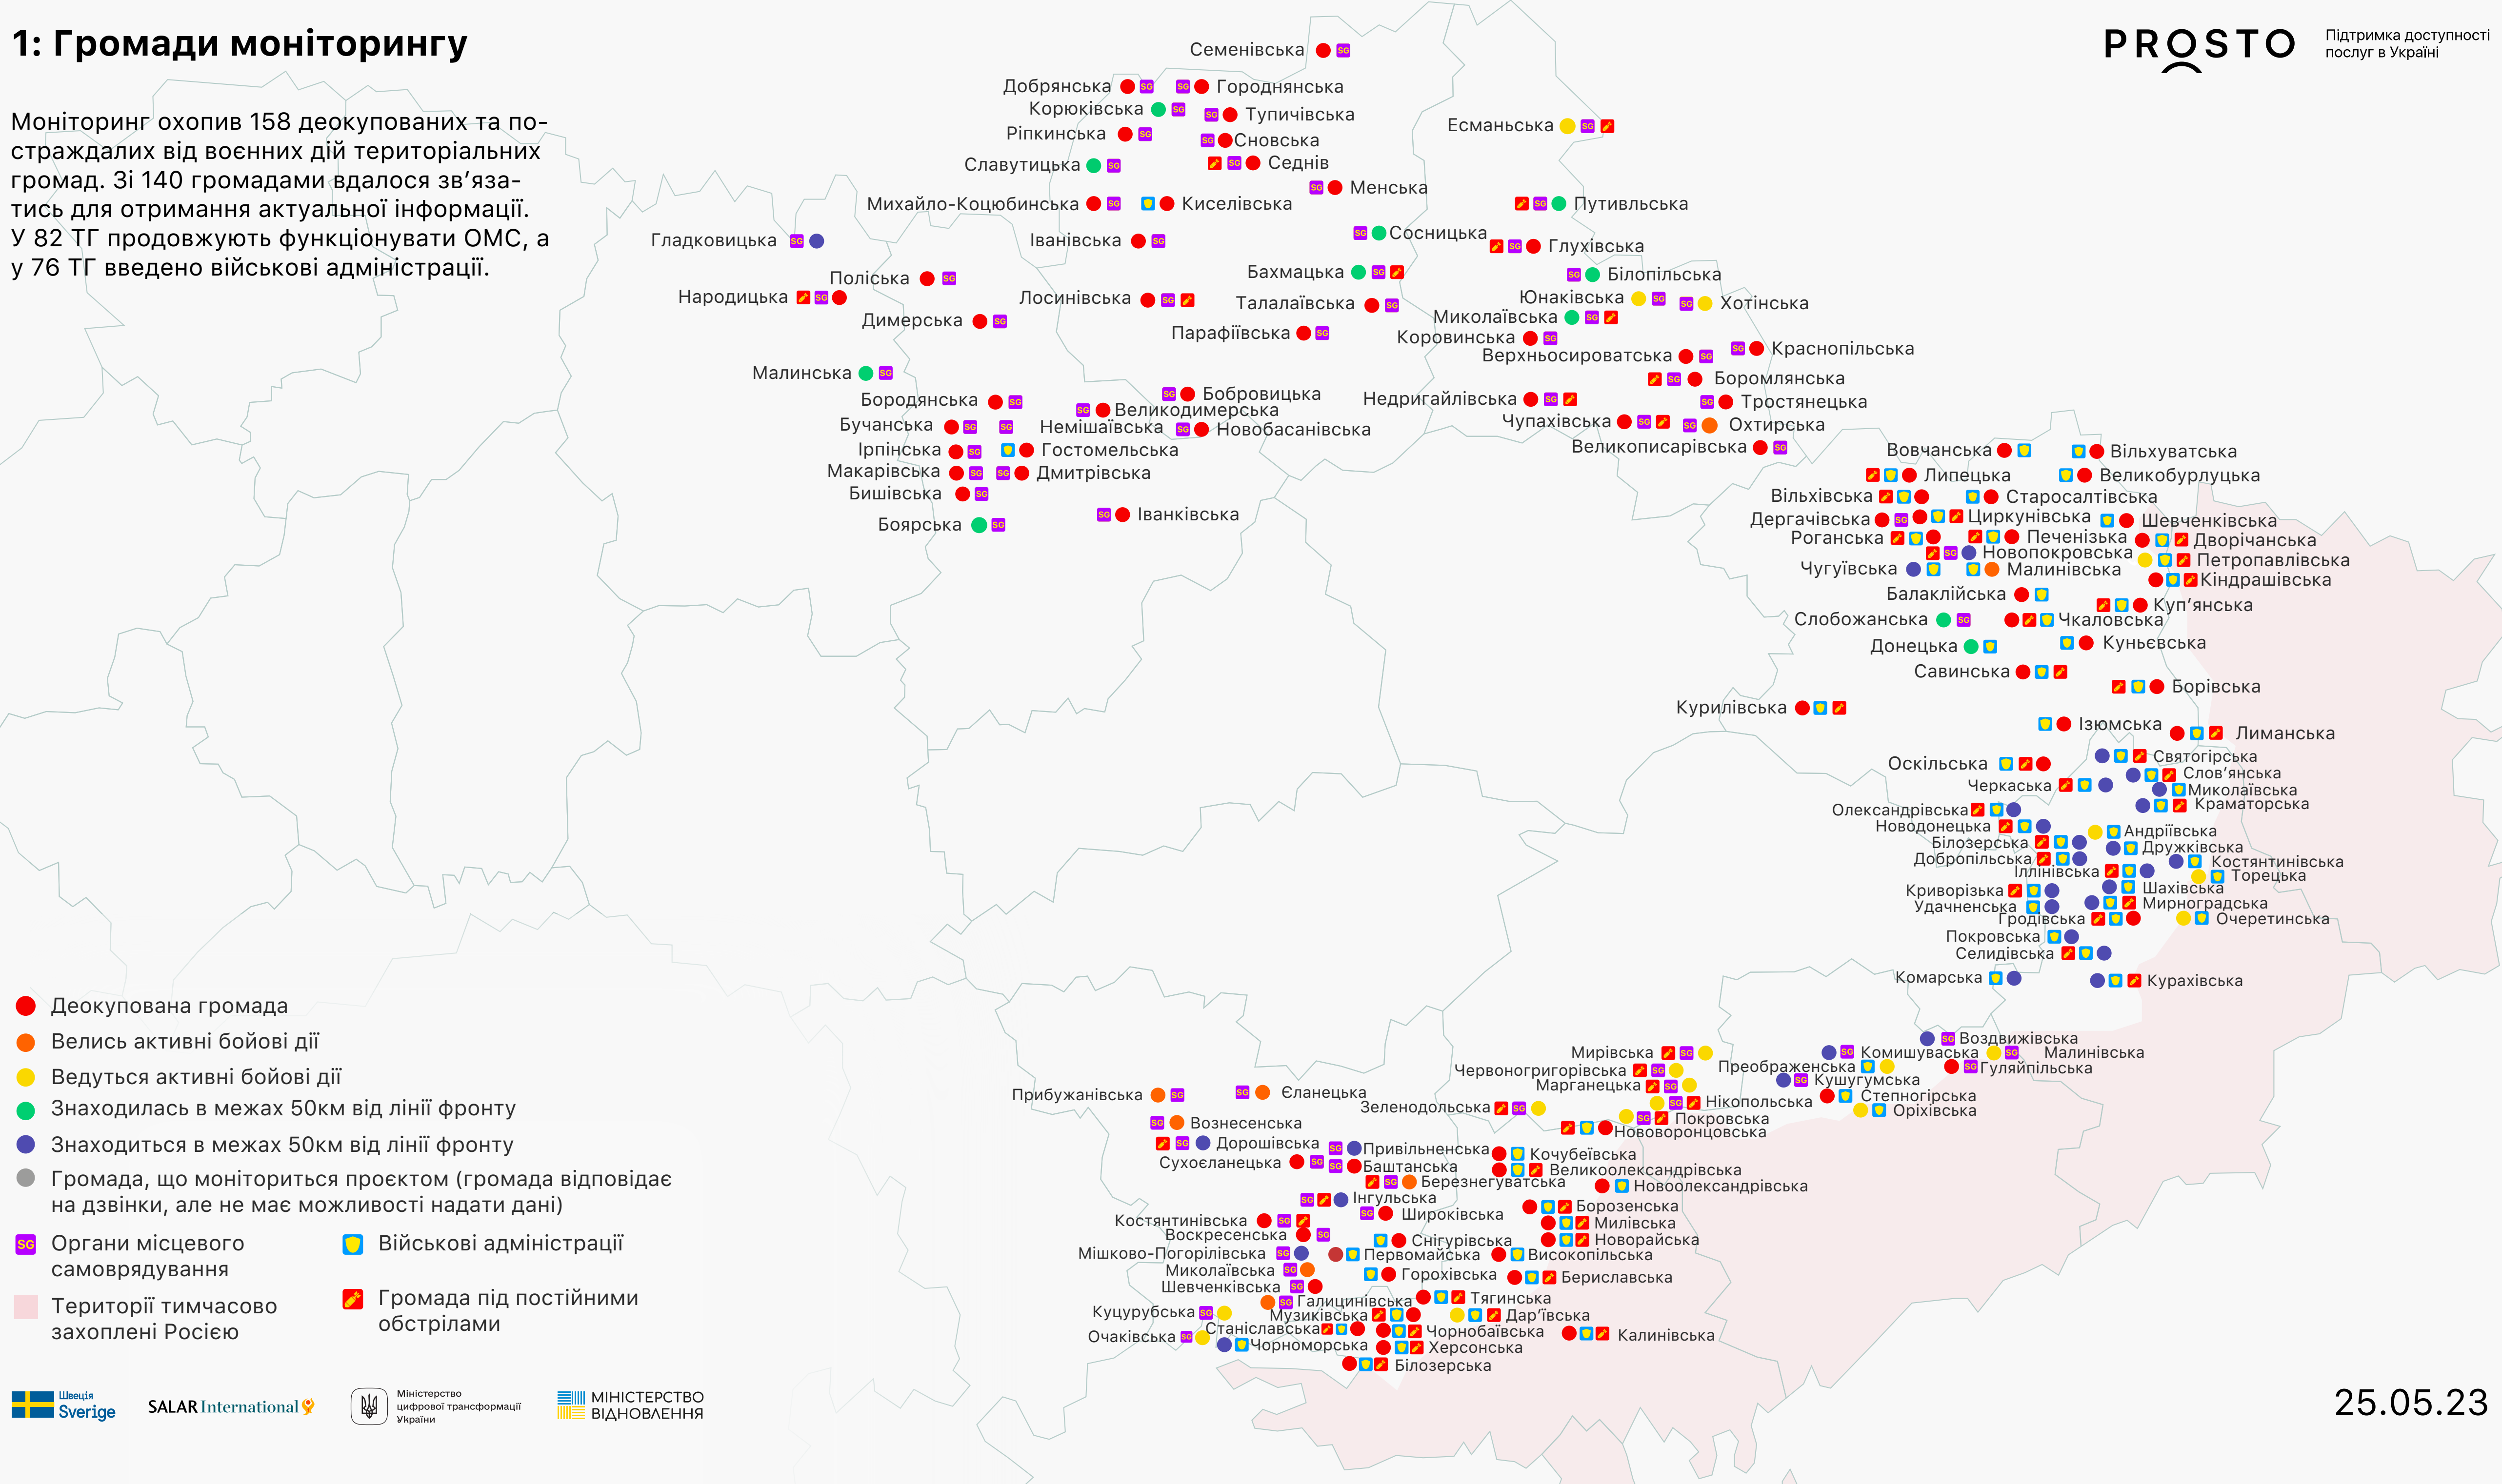 1: Громади моніторингу
PROSTO
Підтримка доступності
послуг в Україні
Моніторинг охопив 158 деокупованих та по-
страждалих від воєнних дій територіальних
громад. Зі 140 громадами вдалося зв’яза-
тись для отримання актуальної інформації.
У 82 ТГ продовжують функціонувати ОМС, а
у 76 ТГ введено військові адміністрації.
Семенівська
Добрянська
Городнянська
Корюківська
Тупичівська
Есманьська
Ріпкинська
Сновська
Славутицька
Седнів
Менська
Михайло-Коцюбинська
Киселівська
Путивльська
Гладковицька
Іванівська
Сосницька
Глухівська
Поліська
Бахмацька
Білопільська
Народицька
Лосинівська
Талалаївська
Юнаківська
Хотінська
Димерська
Миколаївська
Парафіївська
Коровинська
Верхньосироватська
Краснопільська
Малинська
Боромлянська
Бородянська
Бобровицька
Недригайлівська
Тростянецька
Великодимерська
Бучанська
Немішаївська
Новобасанівська
Чупахівська
Охтирська
Ірпінська
Гостомельська
Великописарівська
Макарівська
Дмитрівська
Бишівська
Іванківська
Боярська
Вовчанська
Вільхуватська
Липецька
Великобурлуцька
Вільхівська
Старосалтівська
Дергачівська
Циркунівська
Шевченківська
Роганська
Печенізька
Дворічанська
Новопокровська
Петропавлівська
Чугуївська
Малинівська
Кіндрашівська
Балаклійська
Куп’янська
Слобожанська
Чкаловська
Донецька
Куньєвська
Савинська
Борівська
Курилівська
Ізюмська
Лиманська
Оскільська
Святогірська
Слов’янська
Черкаська
Миколаївська
Краматорська
Олександрівська
Новодонецька
Андріївська
Білозерська
Дружківська
Добропільська
Костянтинівська
Іллінівська
Торецька
Криворізька
Шахівська
Удачненська
Мирноградська
Гродівська
Очеретинська
Покровська
Селидівська
Комарська
Курахівська
Воздвижівська
Мирівська
Комишуваська
Малинівська
Червоногригорівська
Преображенська
Гуляйпільська
Марганецька
Кушугумська
Прибужанівська
Єланецька
Зеленодольська
Нікопольська
Степногірська
Оріхівська
Покровська
Вознесенська
Нововоронцовська
Дорошівська
Привільненська
Кочубеївська
Сухоєланецька
Баштанська
Великоолександрівська
Березнегуватська
Новоолександрівська
Інгульська
Борозенська
Костянтинівська
Широківська
Милівська
Воскресенська
Снігурівська
Новорайська
Мішково-Погорілівська
Первомайська
Високопільська
Миколаївська
Горохівська
Бериславська
Шевченківська
Галицинівська
Тягинська
Куцурубська
Музиківська
Дар’ївська
Станіславська
Чорнобаївська
Калинівська
Очаківська
Чорноморська
Херсонська
Білозерська
Деокупована громада
Велись активні бойові дії
Ведуться активні бойові дії
Знаходилась в межах 50км від лінії фронту
Знаходиться в межах 50км від лінії фронту
Громада, що моніториться проєктом (громада відповідає
на дзвінки, але не має можливості надати дані)
SG Органи місцевого
самоврядування
Військові адміністрації
Території тимчасово
захоплені Росією
Громада під постійними
обстрілами
Швеція
Sverige
SALAR International
Міністерство
цифрової трансформації
України
МІНІСТЕРСТВО
ВІДНОВЛЕННЯ
25.05.23